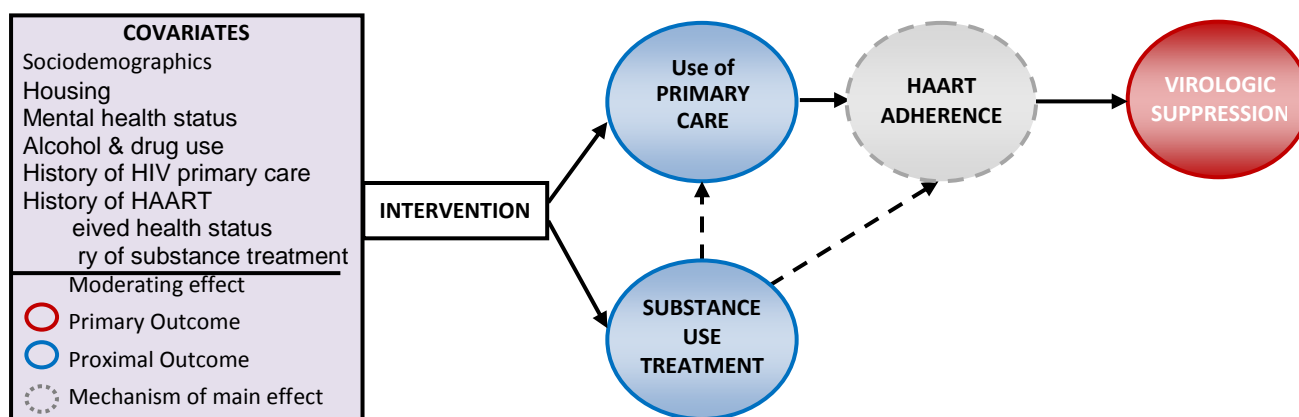 COVARIATES
Sociodemographics
Housing
Mental health status
Alcohol & drug use
History of HIV primary care
History of HAART
eived health status
ry of substance treatment
Moderating effect
Primary Outcome
Proximal Outcome
Mechanism of main effect
INTERVENTION
Use of
PRIMARY
CARE
SUBSTANCE
USE
TREATMENT
HAART
ADHERENCE
VIROLOGIC
SUPPRESSION